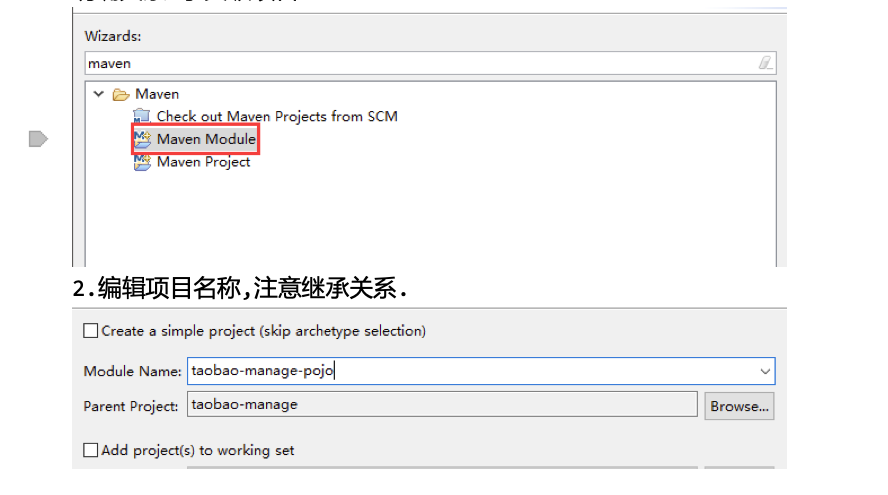 Wizards:
maven
Maven
Check out Maven Projects from SCM
Maven Module
Maven Project
2.编辑项目名称,注意继承关系.
Create a simple project (skip archetype selection)
Module Name: taobao-manage-pojo
Parent Project: taobao-manage Browse...
Add project(s) to working set